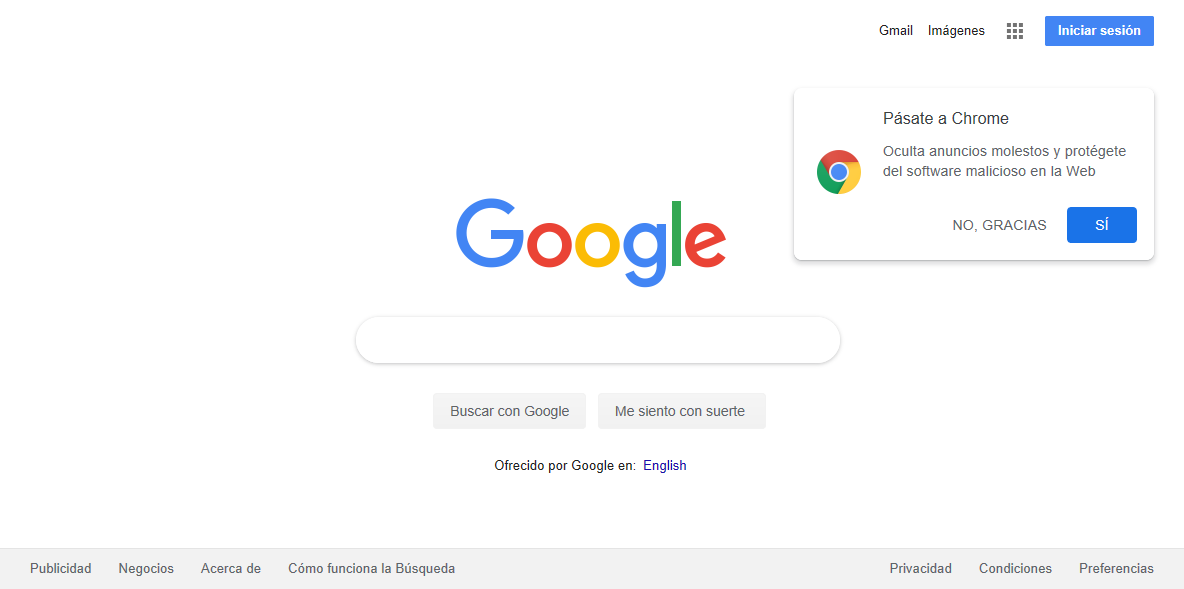 Gmail Imágenes Iniciar sesión
Pásate a Chrome
Oculta anuncios molestos y protégete
del software malicioso en la Web
NO, GRACIAS SÍ
Google
Buscar con Google Me siento con suerte
Ofrecido por Google en: English
Publicidad Negocios Acerca de Cómo funciona la Búsqueda Privacidad Condiciones Preferencias